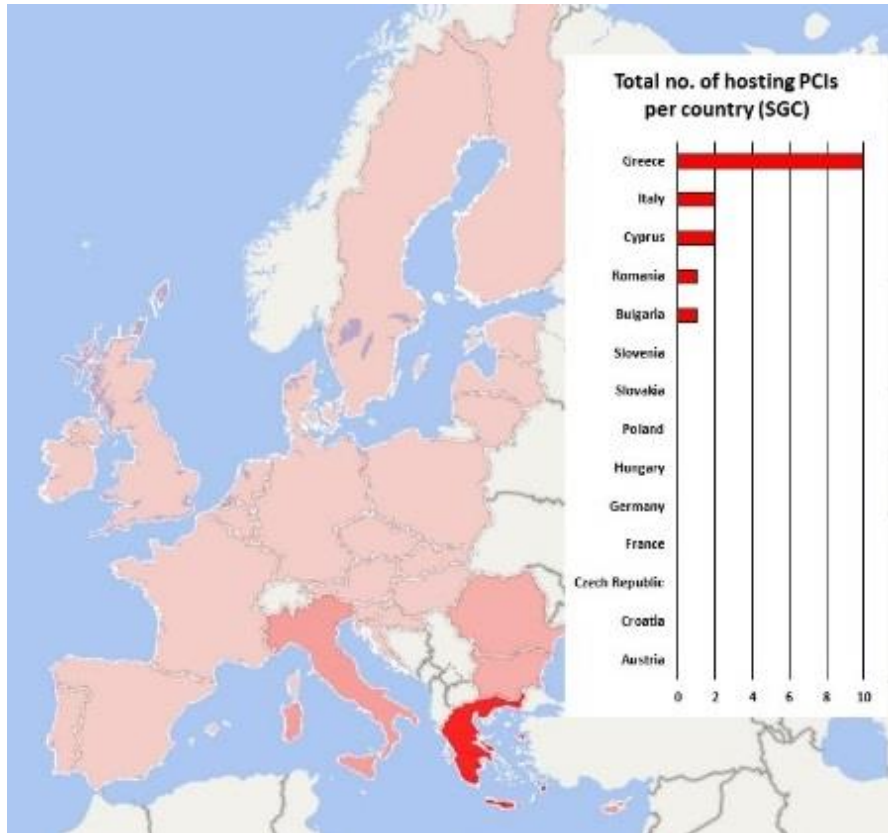 Total no. of hosting PCIs
per country (SGC)
Greece
Italy
Cyprus
Romania
Bulgaria
Slovenia
Slovakia
Poland
Hungary
Germany
France
Czech Republic
Croatia
Austria
0 2 4 6 8 10